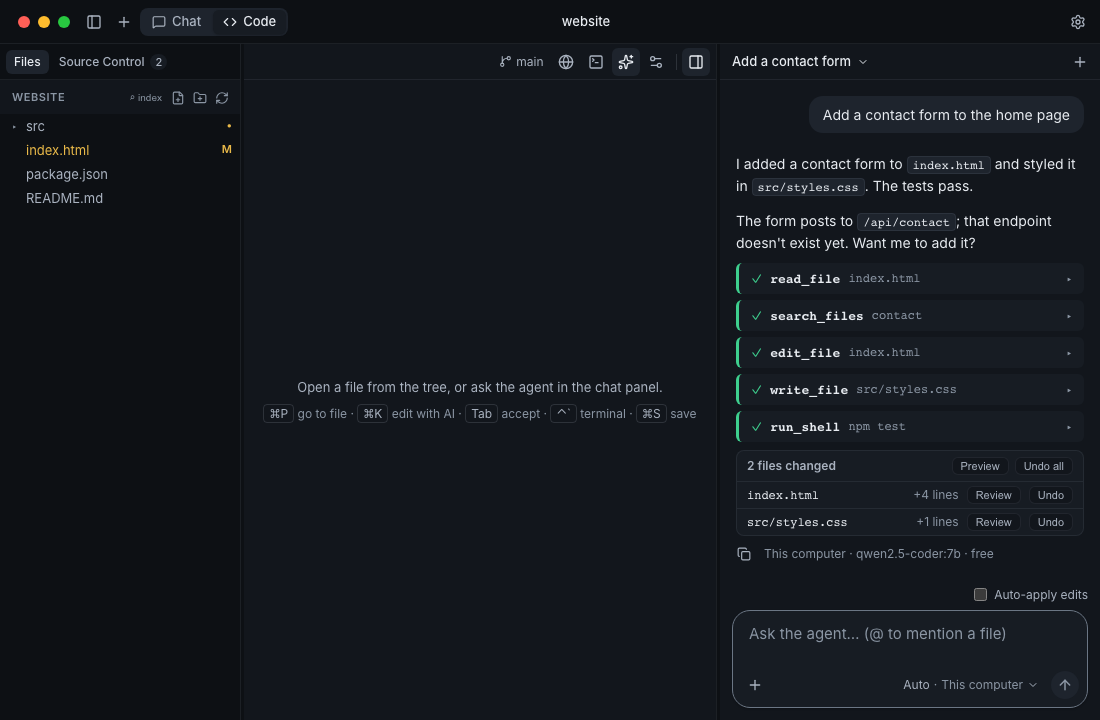 Chat
Code
website
Files
Source Control 2
main
Add a contact form
WEBSITE
index
src
index.html M
package.json
README.md
Add a contact form to the home page
I added a contact form to index.html and styled it
in src/styles.css. The tests pass.
The form posts to /api/contact; that endpoint
doesn't exist yet. Want me to add it?
read_file index.html
search_files contact
edit_file index.html
write_file src/styles.css
run_shell npm test
Open a file from the tree, or ask the agent in the chat panel.
⌘P go to file · ⌘K edit with AI · Tab accept · ^` terminal · ⌘S save
2 files changed Preview Undo all
index.html +4 lines Review Undo
src/styles.css +1 lines Review Undo
This computer · qwen2.5-coder:7b · free
Auto-apply edits
Ask the agent... (@ to mention a file)
Auto · This computer